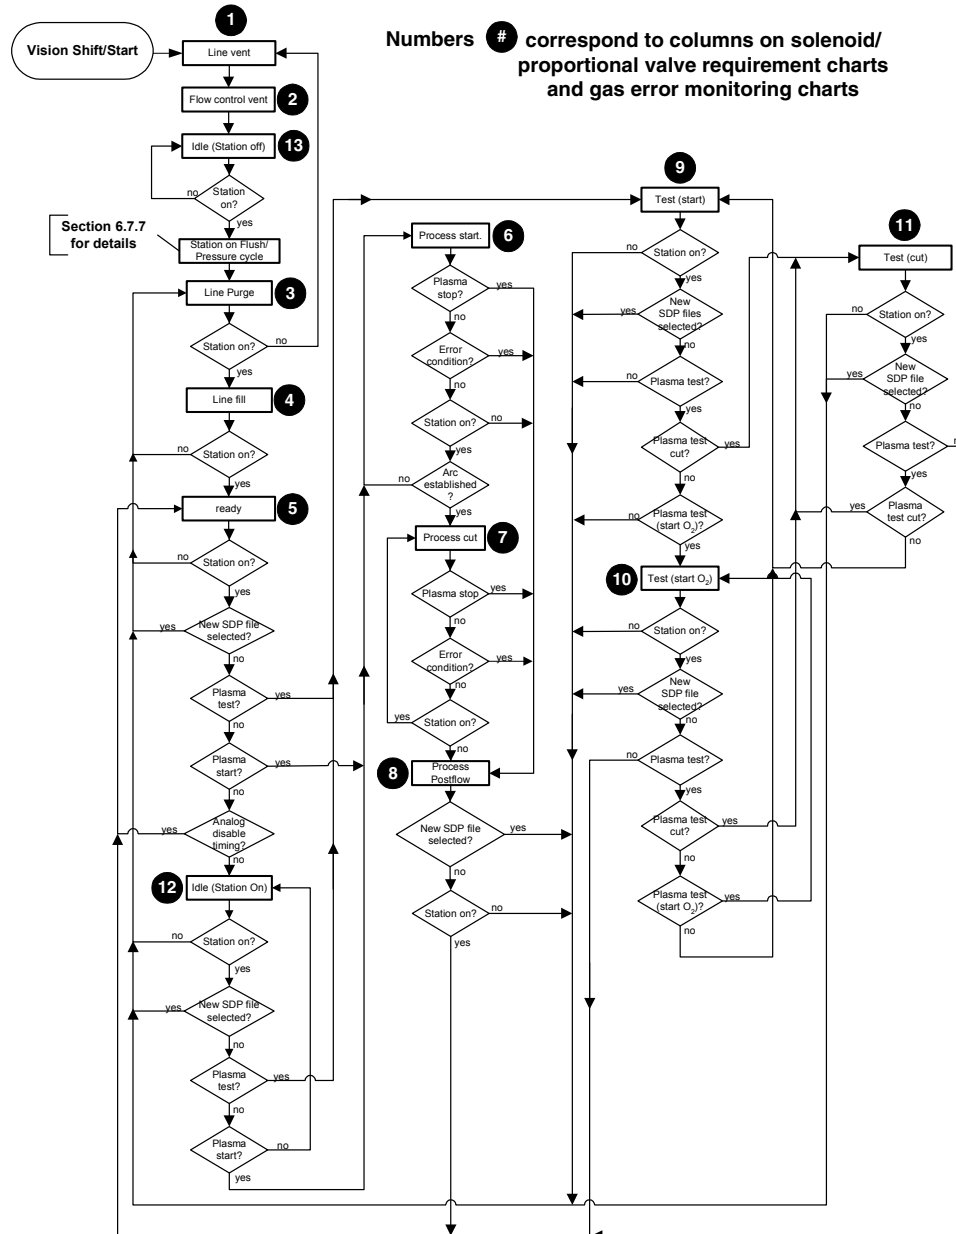 1
Vision Shift/Start
Line vent
Numbers # correspond to columns on solenoid/
proportional valve requirement charts
and gas error monitoring charts
Flow control vent
2
Idle (Station off)
13
no
Station
on?
yes
Section 6.7.7
for details
Station on Flush/
Pressure cycle
Line Purge
3
Station on?
no
yes
Line fill
4
no
Station on?
yes
ready
5
no
Station on?
yes
yes
New SDP file
selected?
no
Plasma
test?
yes
no
Plasma
start?
yes
no
yes
Analog
disable
timing?
no
12
Idle (Station On)
no
Station on?
yes
yes
New SDP file
selected?
no
Plasma
test?
yes
no
Plasma
start?
no
yes
Process start.
6
Plasma
stop?
yes
no
Error
condition?
yes
no
Station on?
no
yes
no
Arc
established
?
yes
Process cut
7
Plasma stop
yes
no
Error
condition?
yes
no
yes
Station on?
no
8
Process
Postflow
New SDP file
selected?
yes
no
Station on?
no
yes
9
Test (start)
no
Station on?
yes
yes
New
SDP files
selected?
no
no
Plasma test?
yes
Plasma test
cut?
yes
no
no
Plasma test
(start O2)?
yes
10
Test (start O2)
no
Station on?
yes
yes
New
SDP file
selected?
no
no
Plasma test?
yes
Plasma test
cut?
yes
no
Plasma test
(start O2)?
yes
no
11
Test (cut)
no
Station on?
yes
yes
New
SDP file
selected?
no
Plasma test?
yes
yes
Plasma
test cut?
no